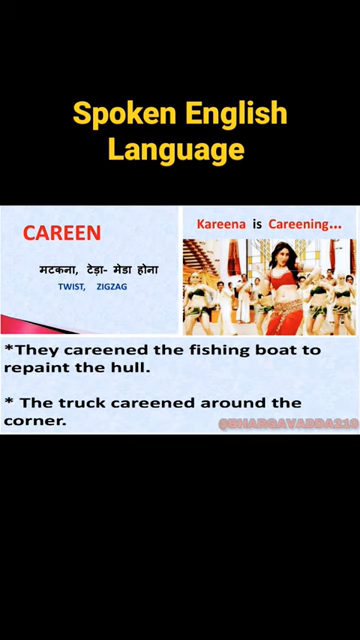 Spoken English
Language
CAREEN
मटकना, टेड़ा- मेडा होना
TWIST, ZIGZAG
Kareena is Careening...
*They careened the fishing boat to
repaint the hull.
* The truck careened around the
corner.
@BHARGAVADDA210